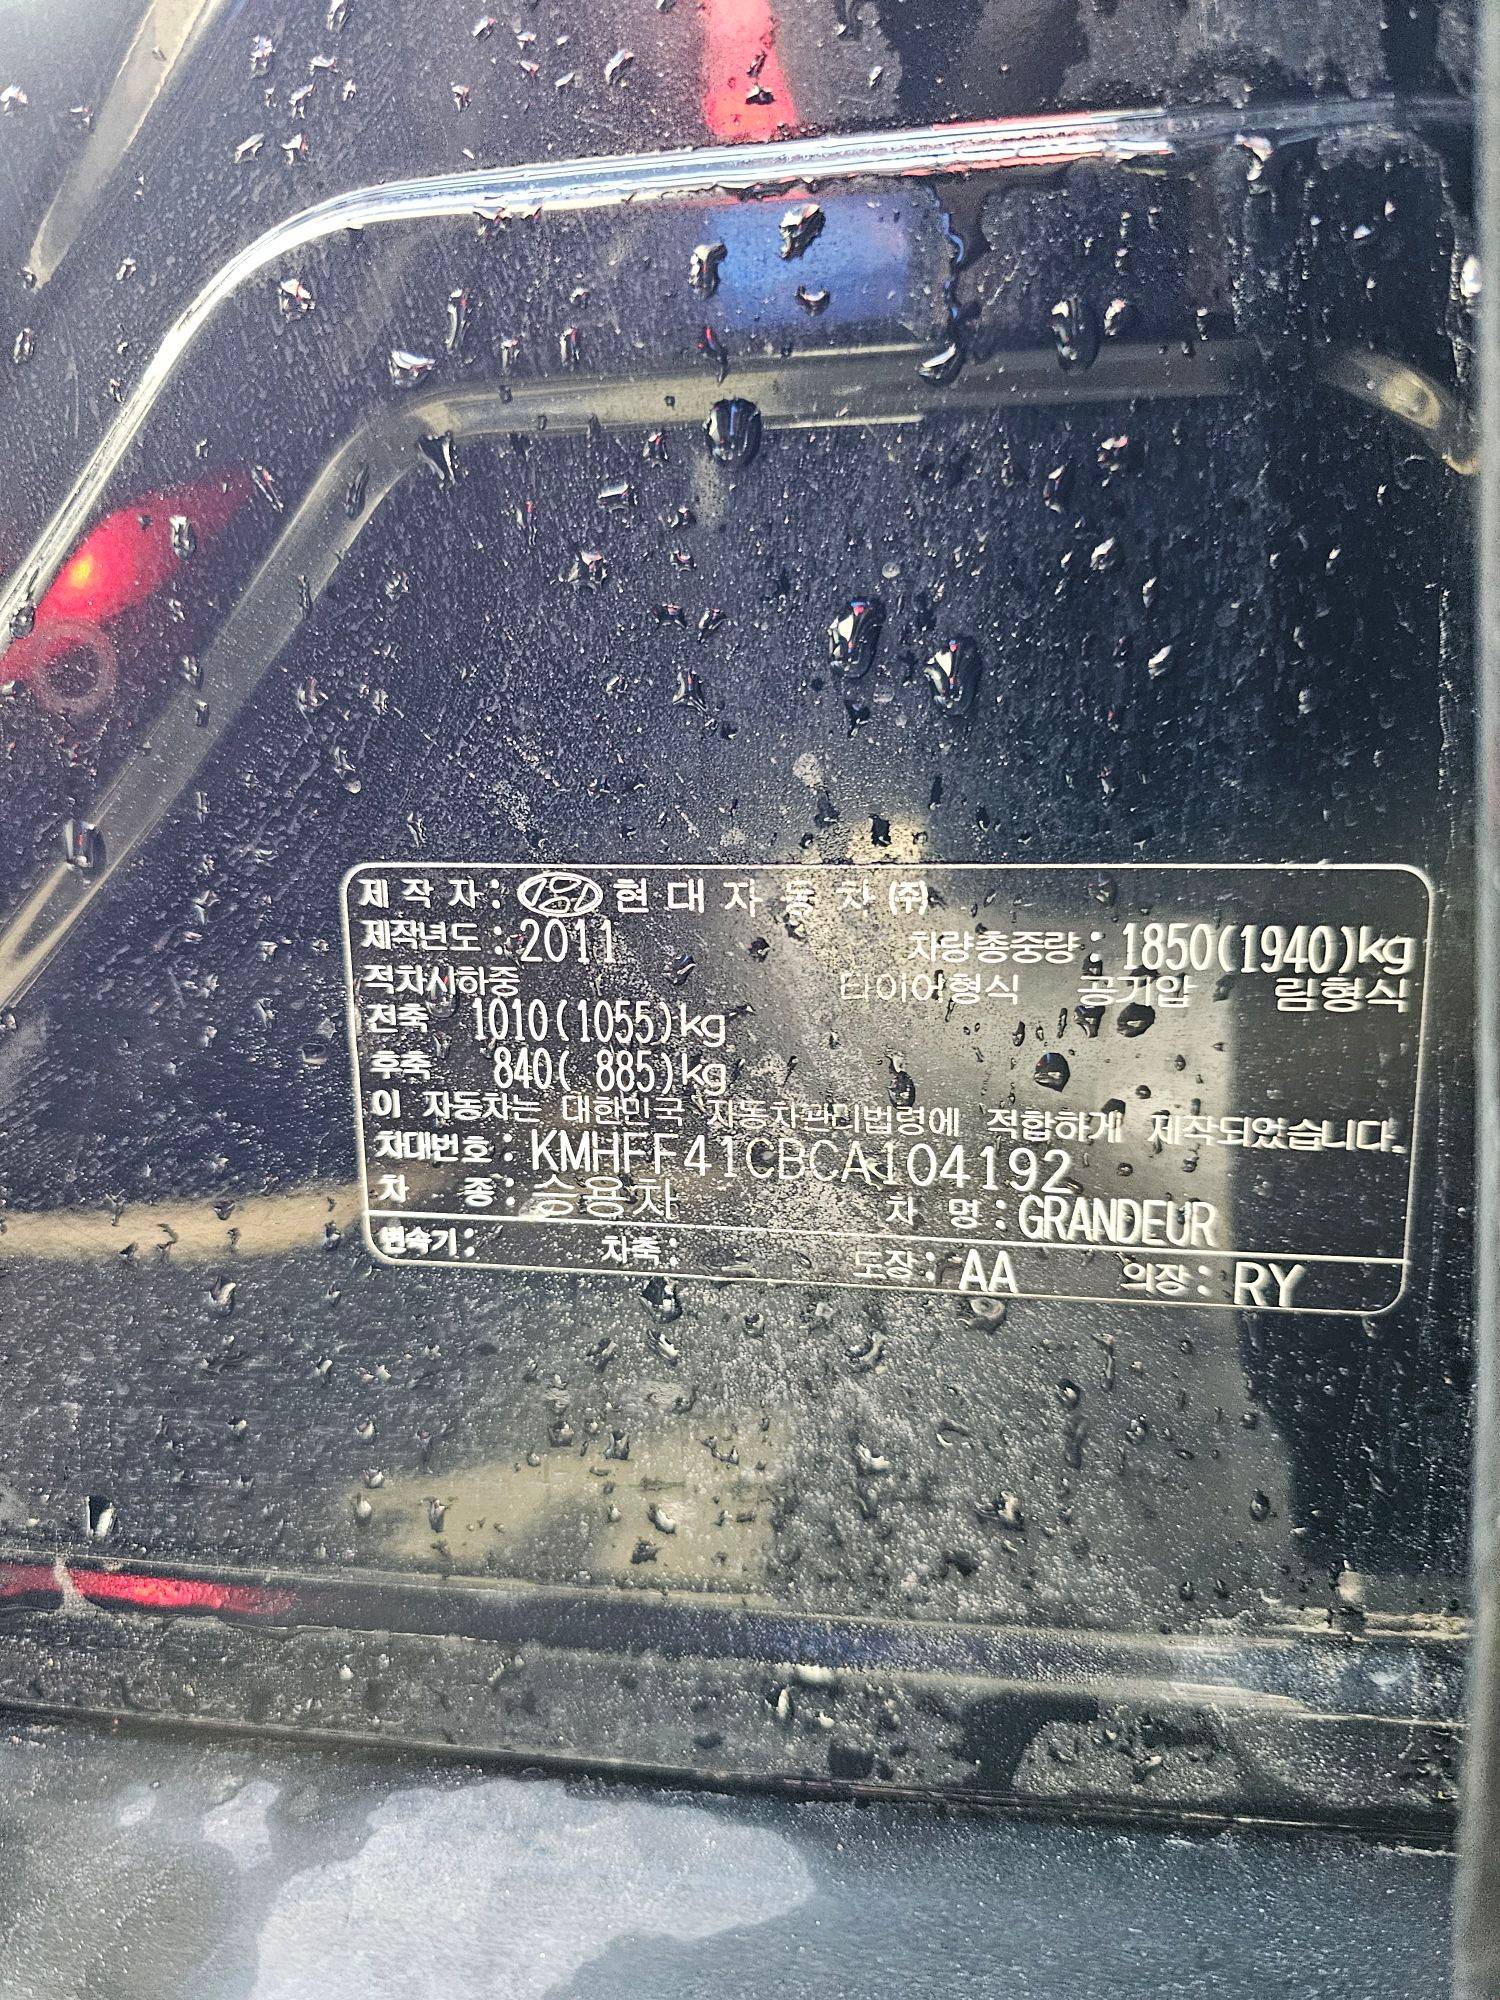 제 작 자 : 현 대 자 동 차 ㈜
제작년도 : 2011 차량총중량 : 1850(1940)kg
적차시하중 타이어형식 공기압 림형식
전축 1010(1055)kg
후축 840( 885)kg
이 자동차는 대한민국 자동차관리법령에 적합하게 제작되었습니다.
차대번호 : KMHFF41CBCA104192
차 종 : 승용차 차 명 : GRANDEUR
변속기 : 차축 : 도장 : AA 의장 : RY